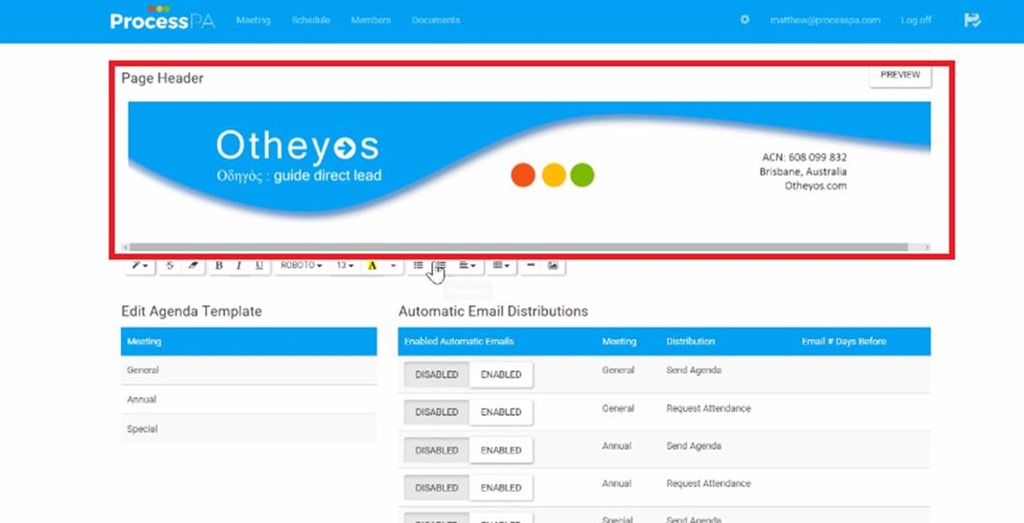 ProcessPA Meeting Schedule Members Documents matthew@processpa.com Log off
Page Header PREVIEW
Otheyos
Οδηγός : guide direct lead
ACN: 608 099 832
Brisbane, Australia
Otheyos.com
S B I U ROBOTO 13 A
Edit Agenda Template
Meeting
General
Annual
Special
Automatic Email Distributions
Enabled Automatic Emails Meeting Distribution Email # Days Before
DISABLED ENABLED General Send Agenda
DISABLED ENABLED General Request Attendance
DISABLED ENABLED Annual Send Agenda
DISABLED ENABLED Annual Request Attendance
DISABLED ENABLED Special Send Agenda